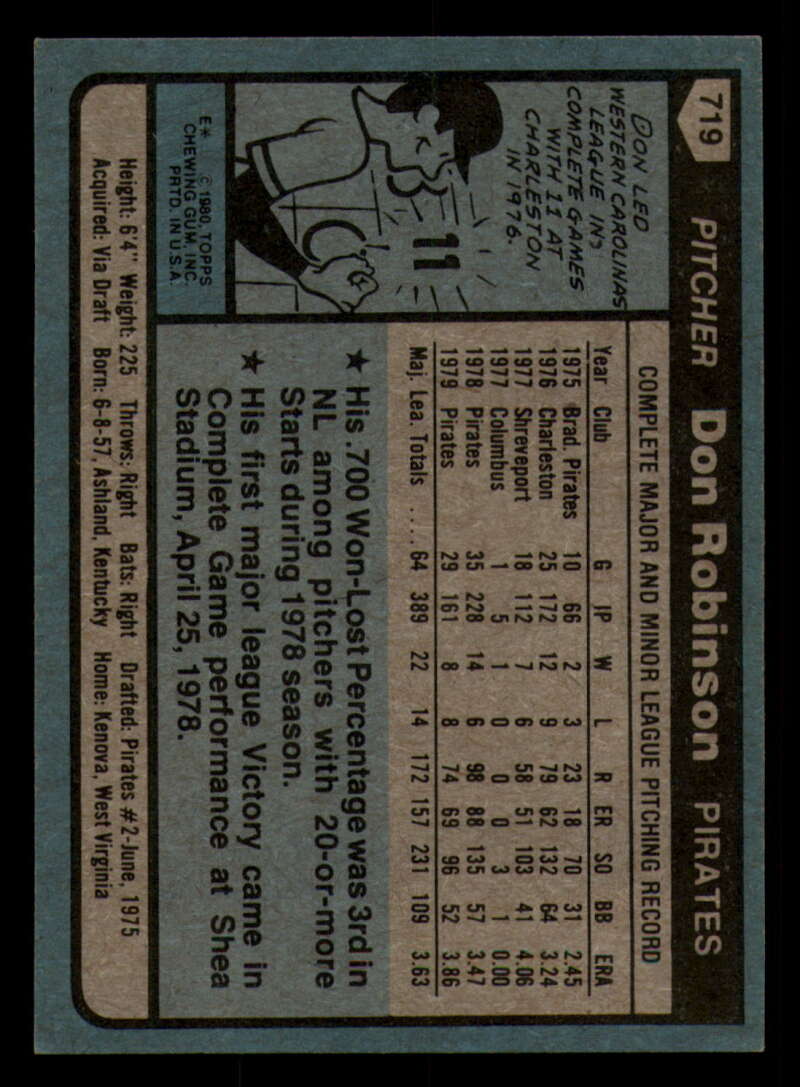 719 PITCHER Don Robinson PIRATES
DON LED
WESTERN CAROLINAS
LEAGUE IN
COMPLETE GAMES
WITH 11 AT
CHARLESTON
IN 1976.
11
E* © 1980, TOPPS
CHEWING GUM, INC.
PRTD. IN U.S.A.
COMPLETE MAJOR AND MINOR LEAGUE PITCHING RECORD
Year Club G IP W L R ER SO BB ERA
1975 Brad. Pirates 10 66 2 3 23 18 70 31 2.45
1976 Charleston 25 172 12 9 79 62 132 64 3.24
1977 Shreveport 18 112 7 6 58 51 103 41 4.06
1977 Columbus 1 5 1 0 0 0 3 1 0.00
1978 Pirates 35 228 14 6 98 88 135 57 3.47
1979 Pirates 29 161 8 8 74 69 96 52 3.86
Maj. Lea. Totals ..... 64 389 22 14 172 157 231 109 3.63
★ His .700 Won-Lost Percentage was 3rd in
NL among pitchers with 20-or-more
Starts during 1978 season.
★ His first major league Victory came in
Complete Game performance at Shea
Stadium, April 25, 1978.
Height: 6'4" Weight: 225 Throws: Right Bats: Right Drafted: Pirates #2-June, 1975
Acquired: Via Draft Born: 6-8-57, Ashland, Kentucky Home: Kenova, West Virginia